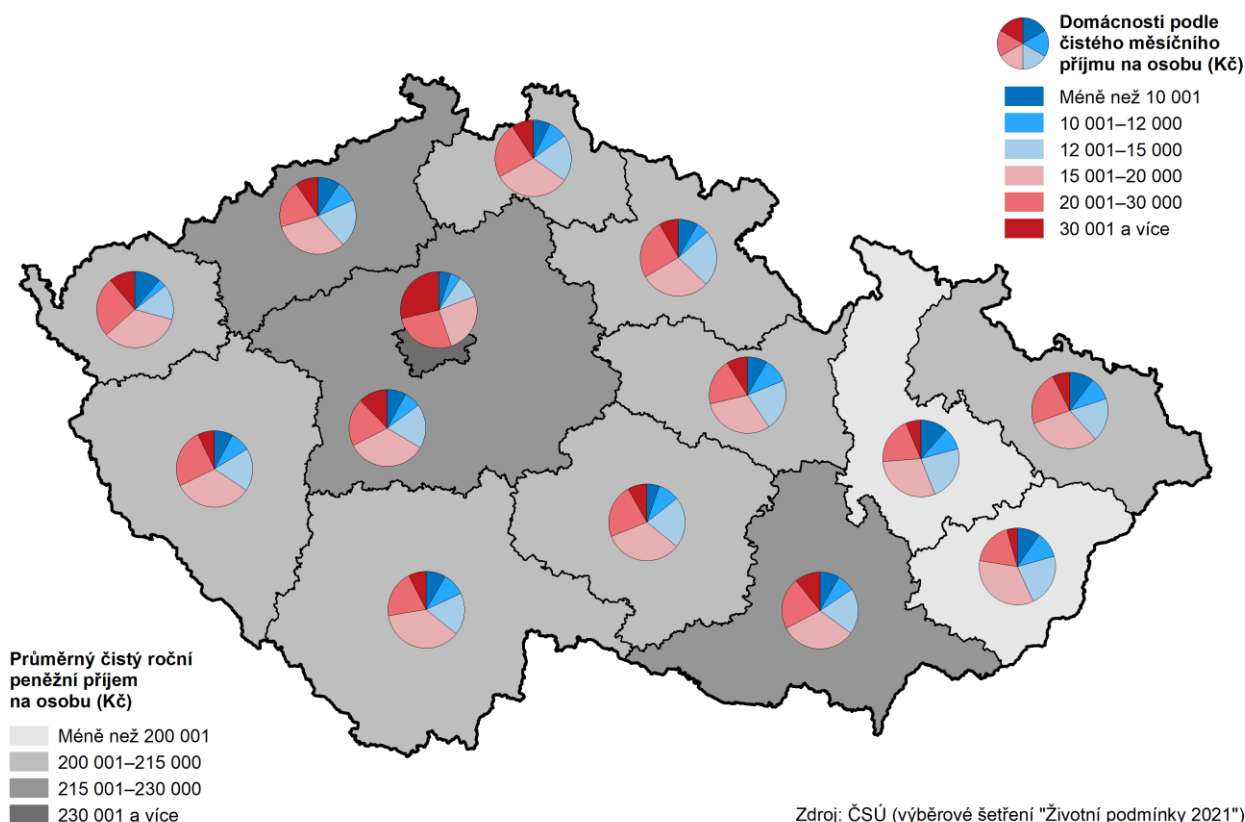 Domácnosti podle
čistého měsíčního
příjmu na osobu (Kč)
Méně než 10 001
10 001–12 000
12 001–15 000
15 001–20 000
20 001–30 000
30 001 a více
Průměrný čistý roční
peněžní příjem
na osobu (Kč)
Méně než 200 001
200 001–215 000
215 001–230 000
230 001 a více
Zdroj: ČSÚ (výběrové šetření "Životní podmínky 2021")